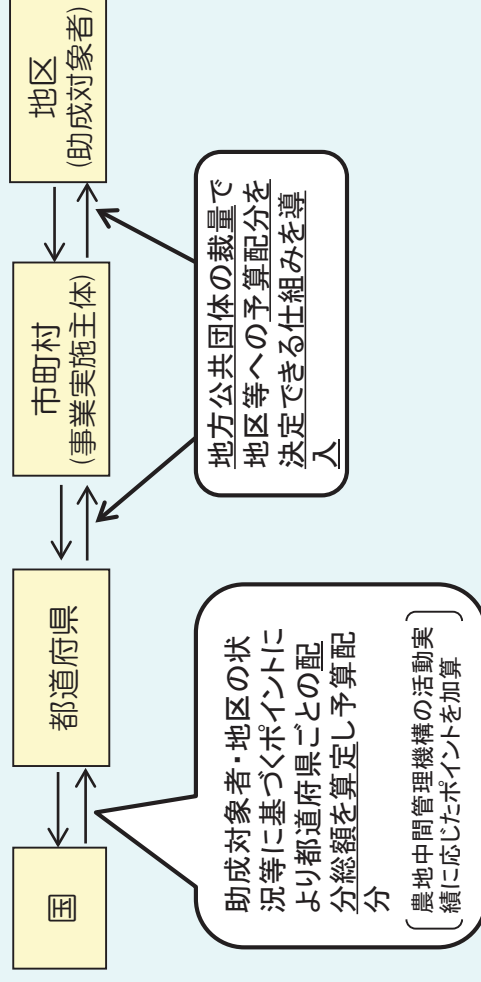 国
都道府県
市町村
(事業実施主体)
地区
(助成対象者)
助成対象者・地区の状
況等に基づくポイントに
より都道府県ごとの配
分総額を算定し予算配
分
農地中間管理機構の活動実
績に応じたポイントを加算
地方公共団体の裁量で
地区等への予算配分を
決定できる仕組みを導
入